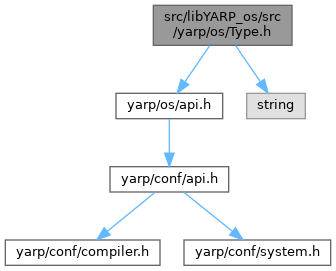 src/libYARP_os/src
/yarp/os/Type.h
yarp/os/api.h
string
yarp/conf/api.h
yarp/conf/compiler.h
yarp/conf/system.h